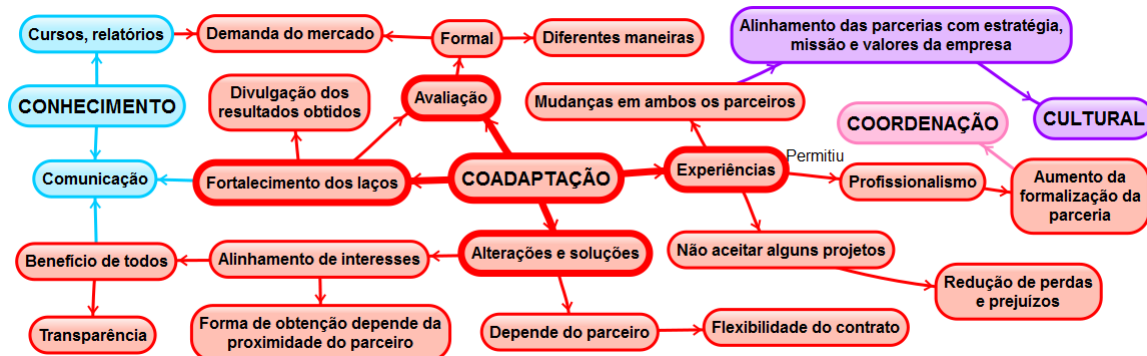 Cursos, relatórios
Demanda do mercado
Formal
Diferentes maneiras
Alinhamento das parcerias com estratégia,
missão e valores da empresa
CONHECIMENTO
Divulgação dos
resultados obtidos
Avaliação
Mudanças em ambos os parceiros
COORDENAÇÃO
CULTURAL
Comunicação
Fortalecimento dos laços
COADAPTAÇÃO
Experiências
Permitiu
Profissionalismo
Aumento da
formalização da
parceria
Benefício de todos
Alinhamento de interesses
Alterações e soluções
Não aceitar alguns projetos
Redução de perdas
e prejuízos
Transparência
Forma de obtenção depende da
proximidade do parceiro
Depende do parceiro
Flexibilidade do contrato